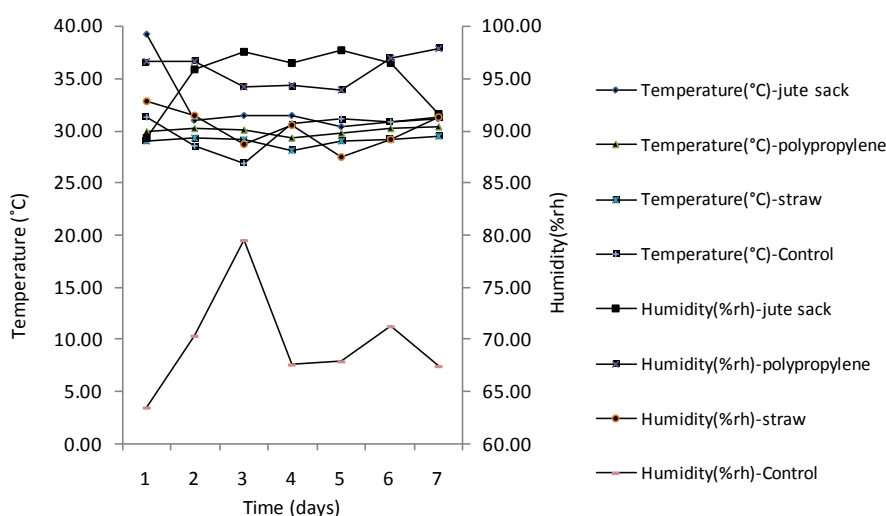 40.00
35.00
30.00
25.00
20.00
15.00
10.00
5.00
0.00
Temperature (˚C)
1 2 3 4 5 6 7
Time (days)
100.00
95.00
90.00
85.00
80.00
75.00
70.00
65.00
60.00
Humidity(%rh)
Temperature(°C)-jute sack
Temperature(°C)-polypropylene
Temperature(°C)-straw
Temperature(°C)-Control
Humidity(%rh)-jute sack
Humidity(%rh)-polypropylene
Humidity(%rh)-straw
Humidity(%rh)-Control